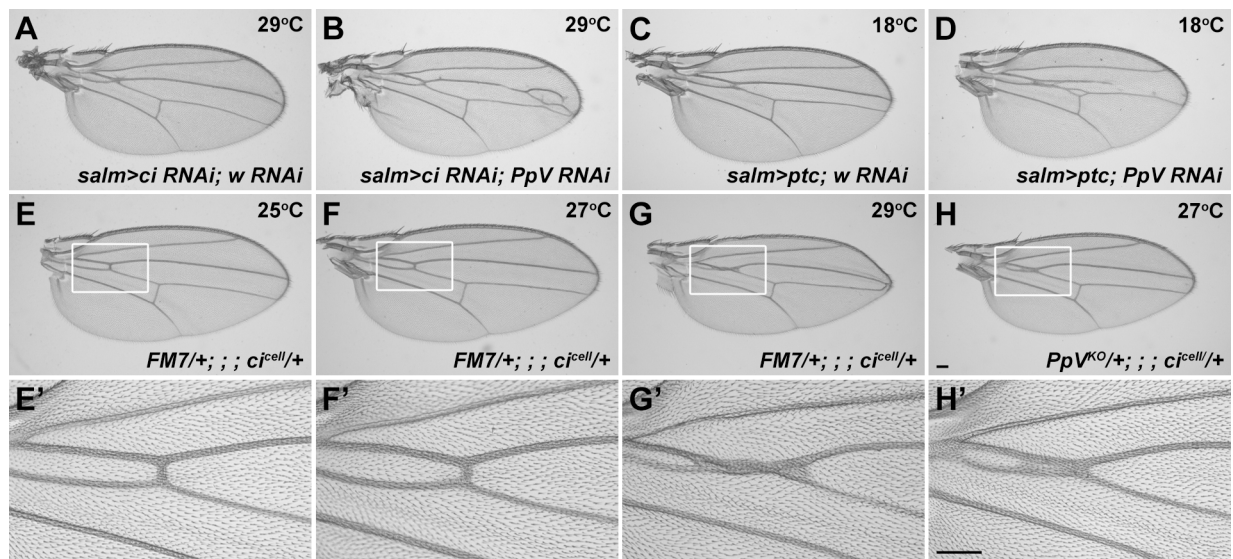 A 29°C
salm>ci RNAi; w RNAi
B 29°C
salm>ci RNAi; PpV RNAi
C 18°C
salm>ptc; w RNAi
D 18°C
salm>ptc; PpV RNAi
E 25°C
FM7/+; ; ; ci^cell/+
F 27°C
FM7/+; ; ; ci^cell/+
G 29°C
FM7/+; ; ; ci^cell/+
H 27°C
PpV^KO/+; ; ; ci^cell//+
E'
F'
G'
H'